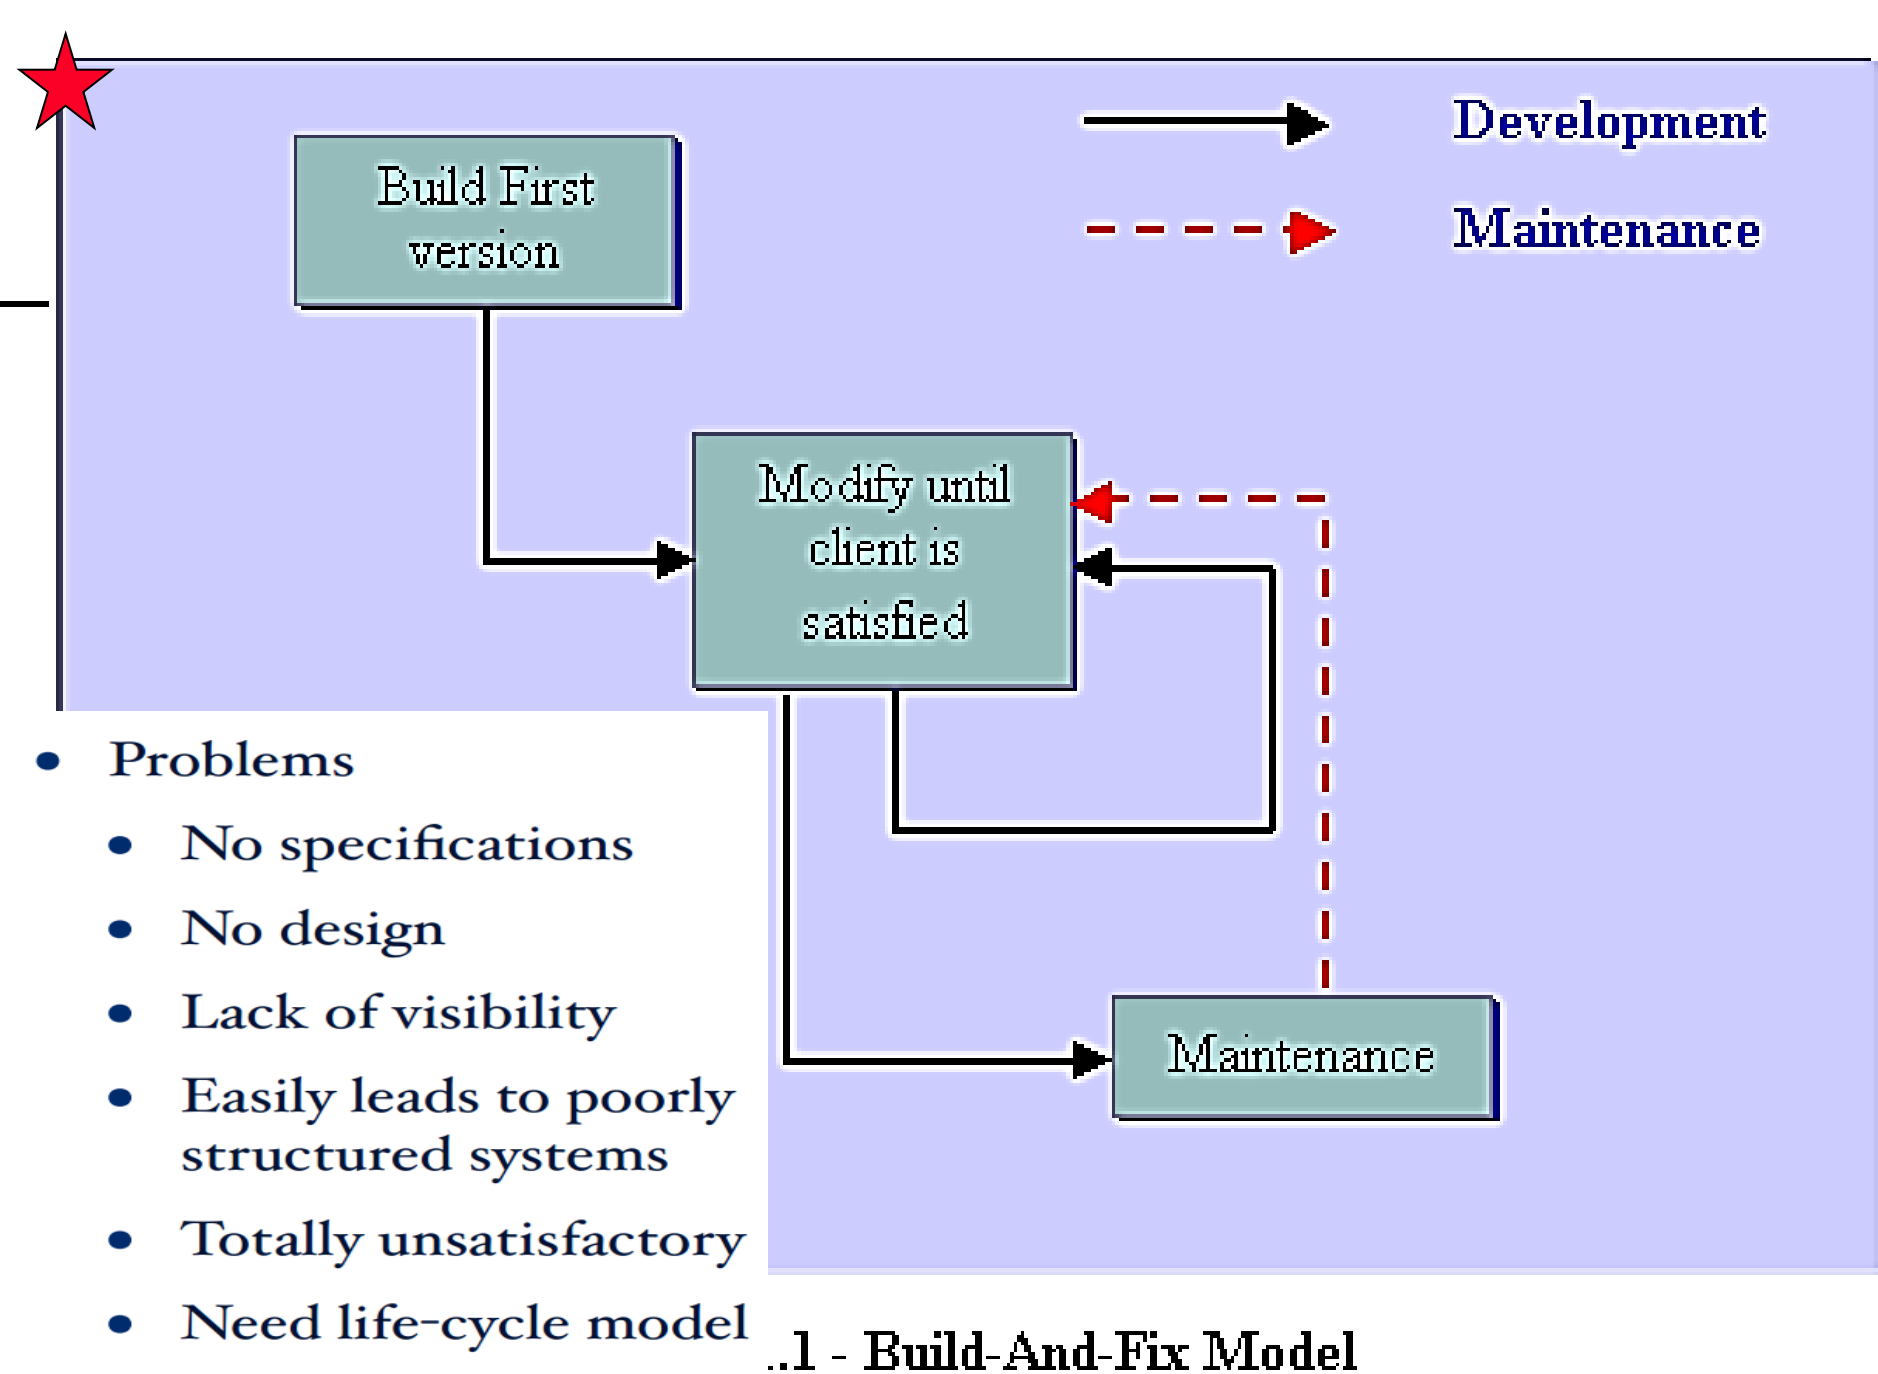 Build First
version
Development
Maintenance
Modify until
client is
satisfied
Maintenance
• Problems
• No specifications
• No design
• Lack of visibility
• Easily leads to poorly
structured systems
• Totally unsatisfactory
• Need life-cycle model
..1 - Build-And-Fix Model